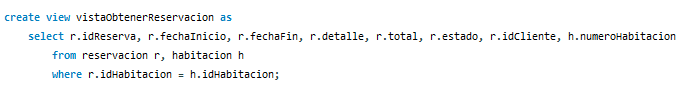 create view vistaObtenerReservacion as
select r.idReserva, r.fechaInicio, r.fechaFin, r.detalle, r.total, r.estado, r.idCliente, h.numeroHabitacion
from reservacion r, habitacion h
where r.idHabitacion = h.idHabitacion;